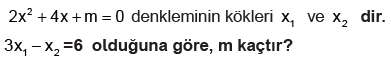 2x² + 4x + m = 0 denkleminin kökleri x₁ ve x₂ dir.
3x₁ – x₂ =6 olduğuna göre, m kaçtır?